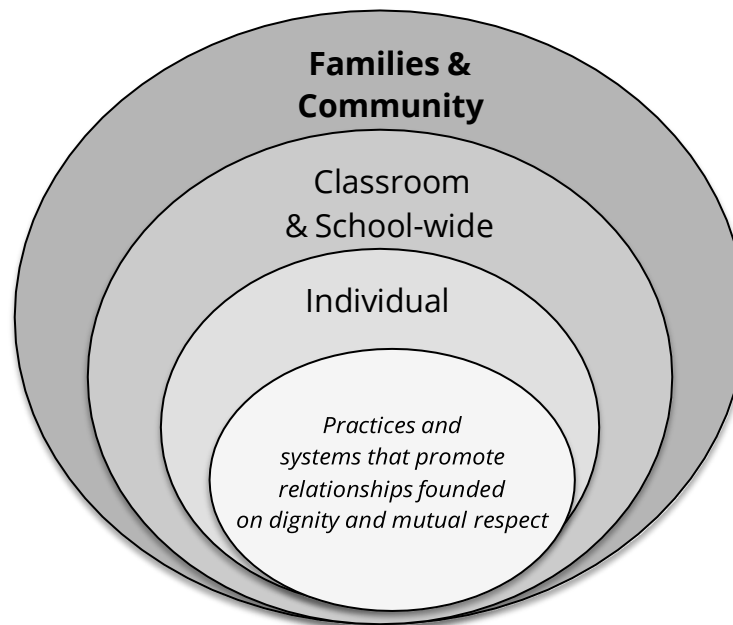 Families &
Community
Classroom
& School-wide
Individual
Practices and
systems that promote
relationships founded
on dignity and mutual respect